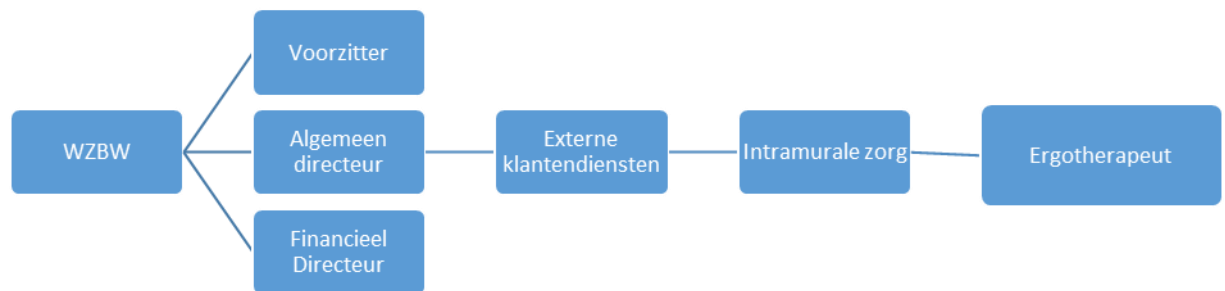 Voorzitter
WZBW
Algemeen
directeur
Externe
klantendiensten
Intramurale zorg
Ergotherapeut
Financieel
Directeur